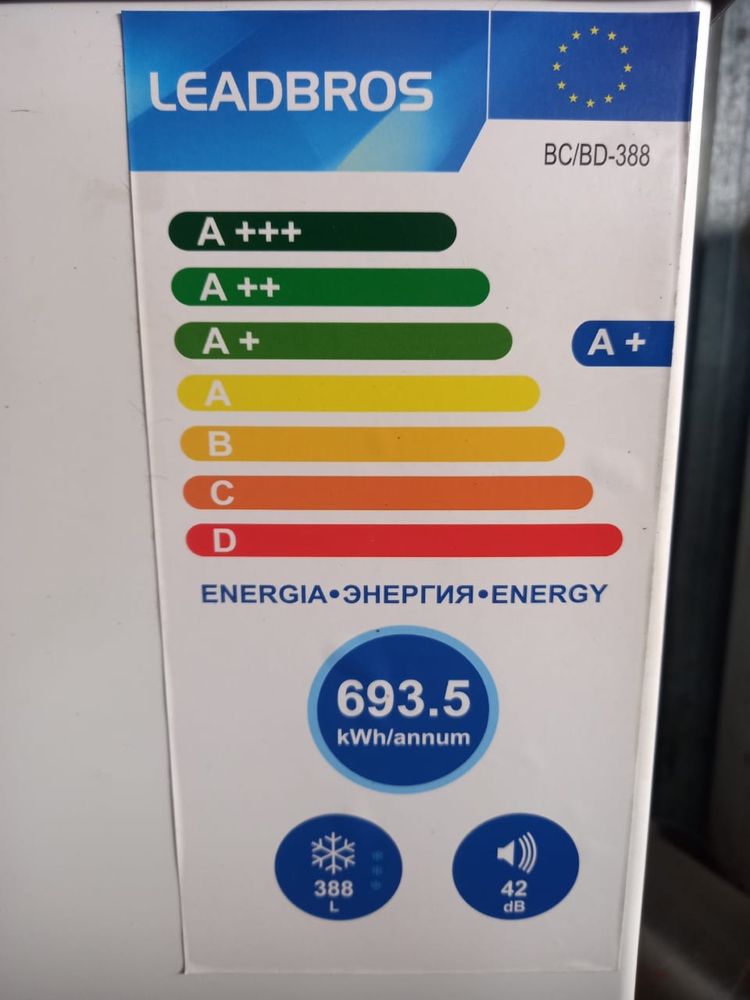 LEADBROS
BC/BD-388
A +++
A ++
A +
A +
A
B
C
D
ENERGIA•ЭНЕРГИЯ•ENERGY
693.5
kWh/annum
388
L
42
dB